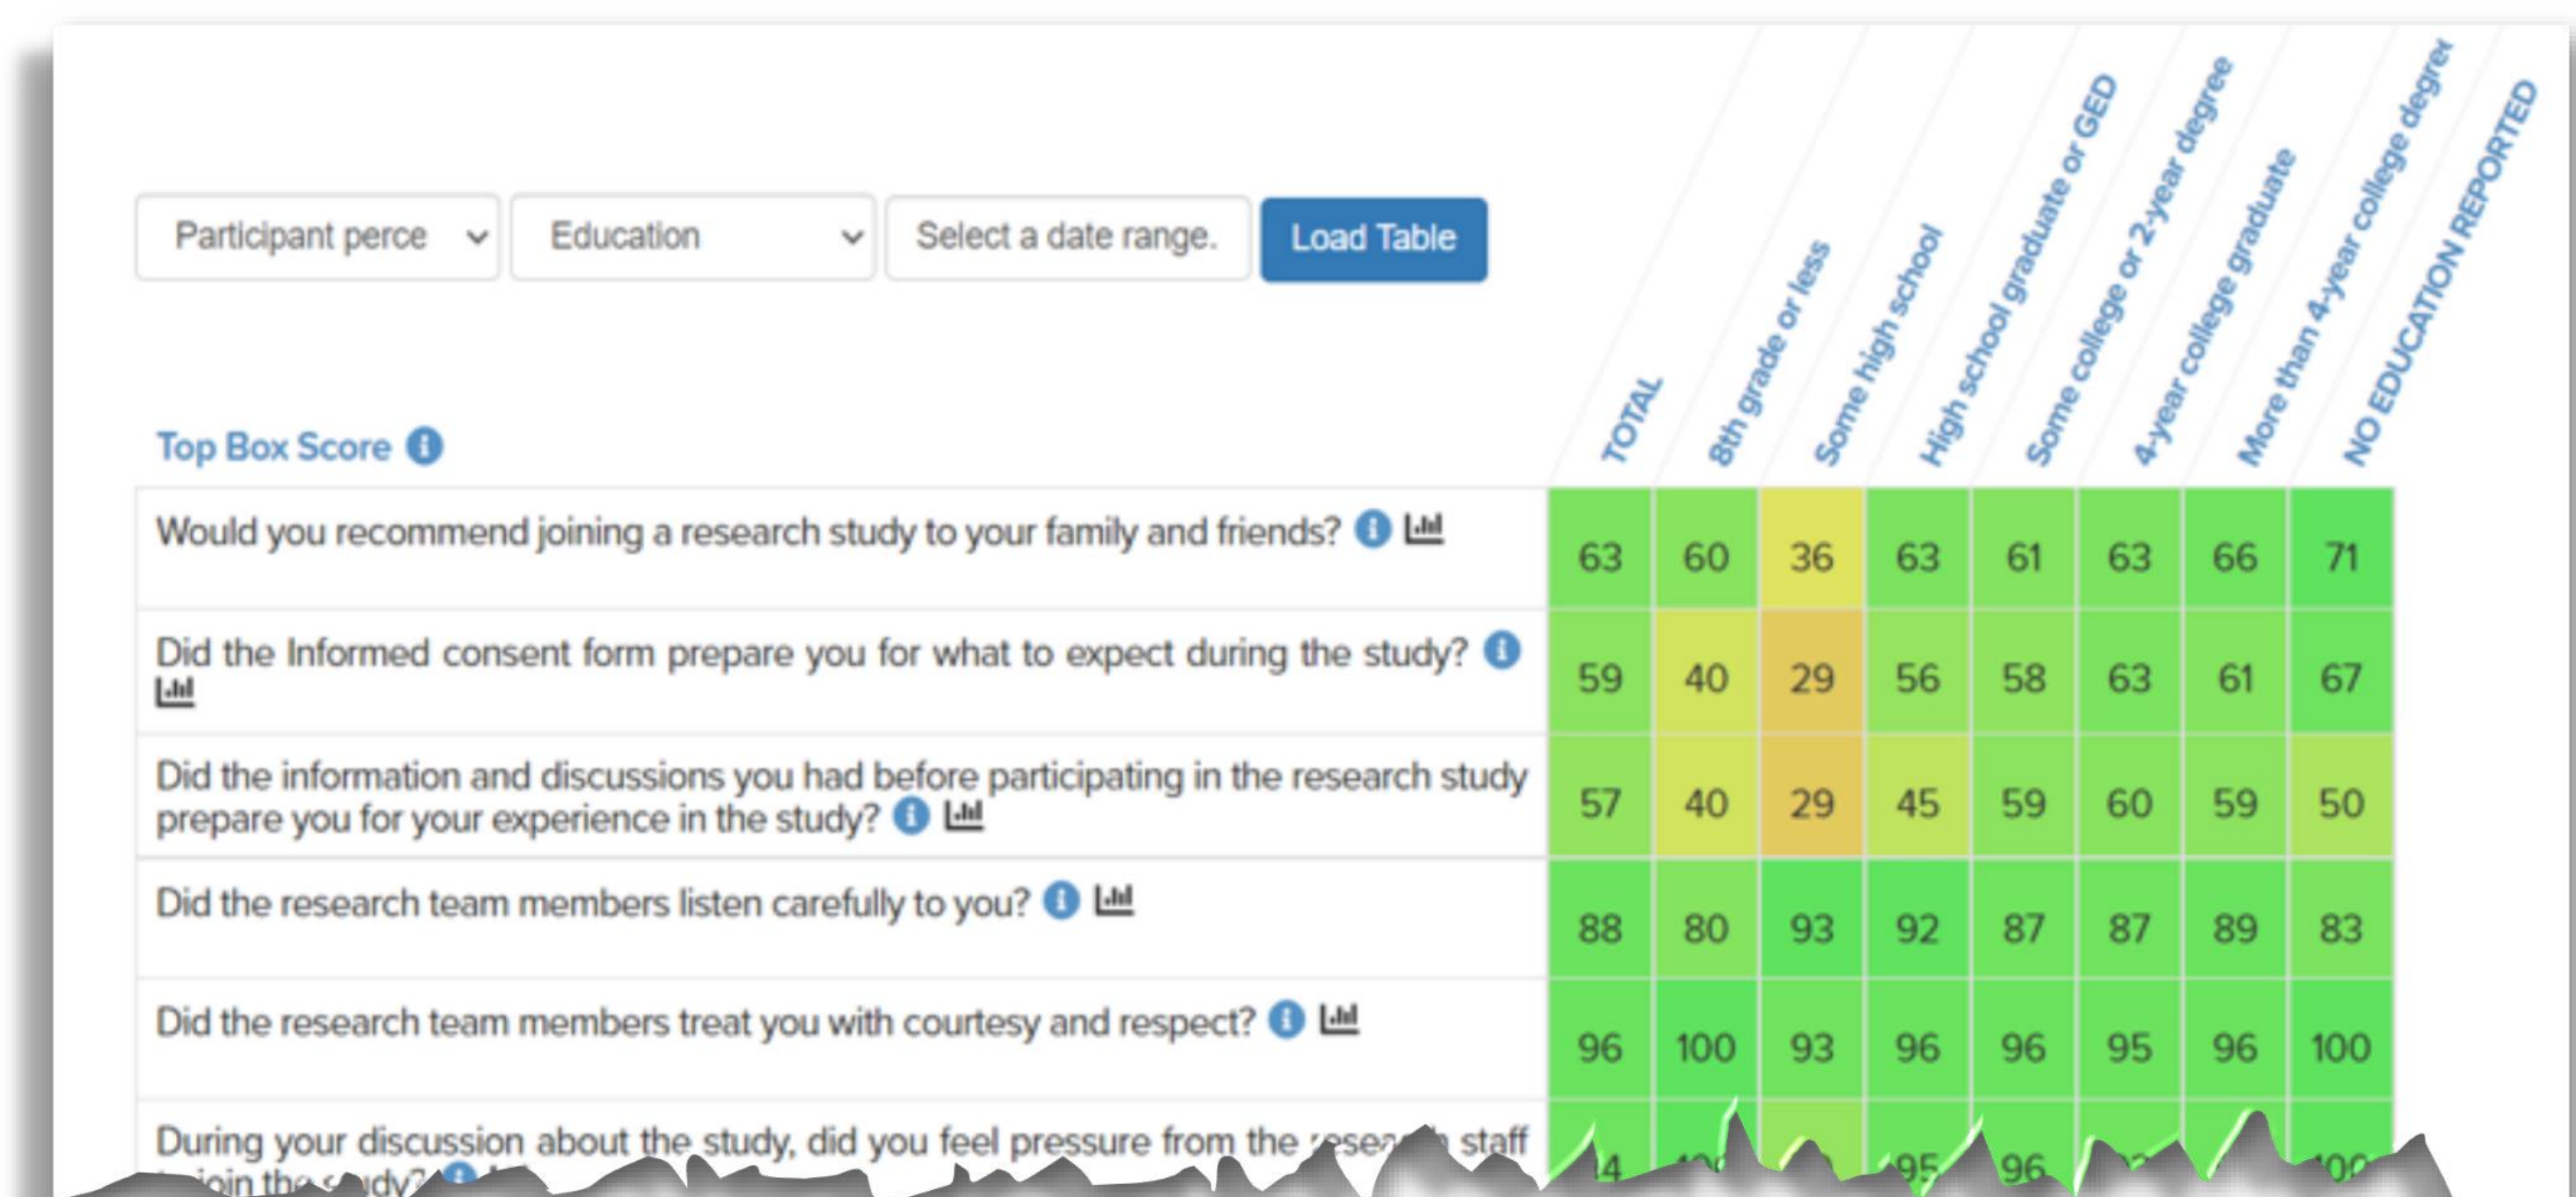 Participant perce Education Select a date range. Load Table
Top Box Score
TOTAL
8th grade or less
Some high school
High school graduate or GED
Some college or 2-year degree
4-year college graduate
More than 4-year college degree
NO EDUCATION REPORTED
Would you recommend joining a research study to your family and friends?
63 60 36 63 61 63 66 71
Did the Informed consent form prepare you for what to expect during the study?
59 40 29 56 58 63 61 67
Did the information and discussions you had before participating in the research study
prepare you for your experience in the study?
57 40 29 45 59 60 59 50
Did the research team members listen carefully to you?
88 80 93 92 87 87 89 83
Did the research team members treat you with courtesy and respect?
96 100 93 96 96 95 96 100
During your discussion about the study, did you feel pressure from the research staff
join the study?
95 96